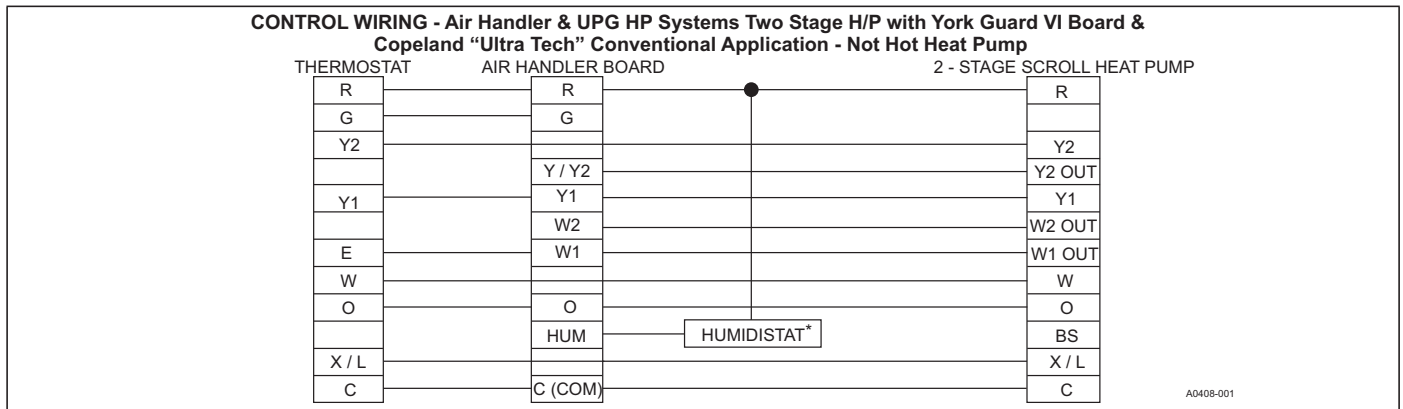 CONTROL WIRING - Air Handler & UPG HP Systems Two Stage H/P with York Guard VI Board &
Copeland “Ultra Tech” Conventional Application - Not Hot Heat Pump
THERMOSTAT AIR HANDLER BOARD 2 - STAGE SCROLL HEAT PUMP
R R R
G G
Y2 Y2
Y / Y2 Y2 OUT
Y1 Y1 Y1
W2 W2 OUT
E W1 W1 OUT
W W
O O O
HUM HUMIDISTAT* BS
X / L X / L
C C (COM) C
A0408-001